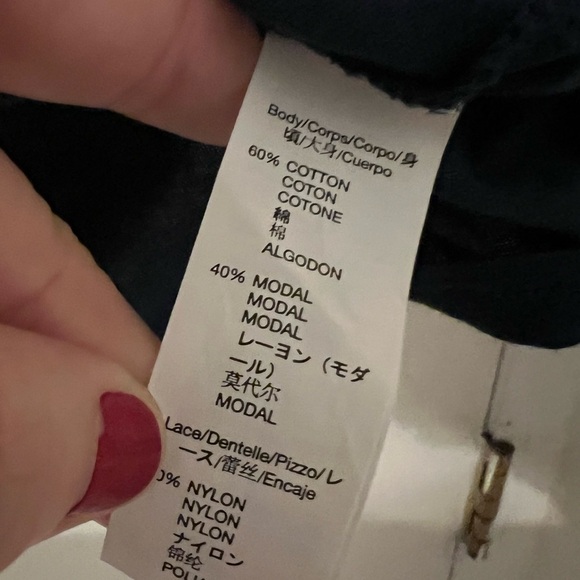 Body/Corps/Corpo/身
頃/大身/Cuerpo
60% COTTON
COTON
COTONE
綿
棉
ALGODON
40% MODAL
MODAL
MODAL
レーヨン（モダ
ール）
莫代尔
MODAL
Lace/Dentelle/Pizzo/レ
ース/蕾丝/Encaje
NYLON
NYLON
NYLON
ナイロン
锦纶